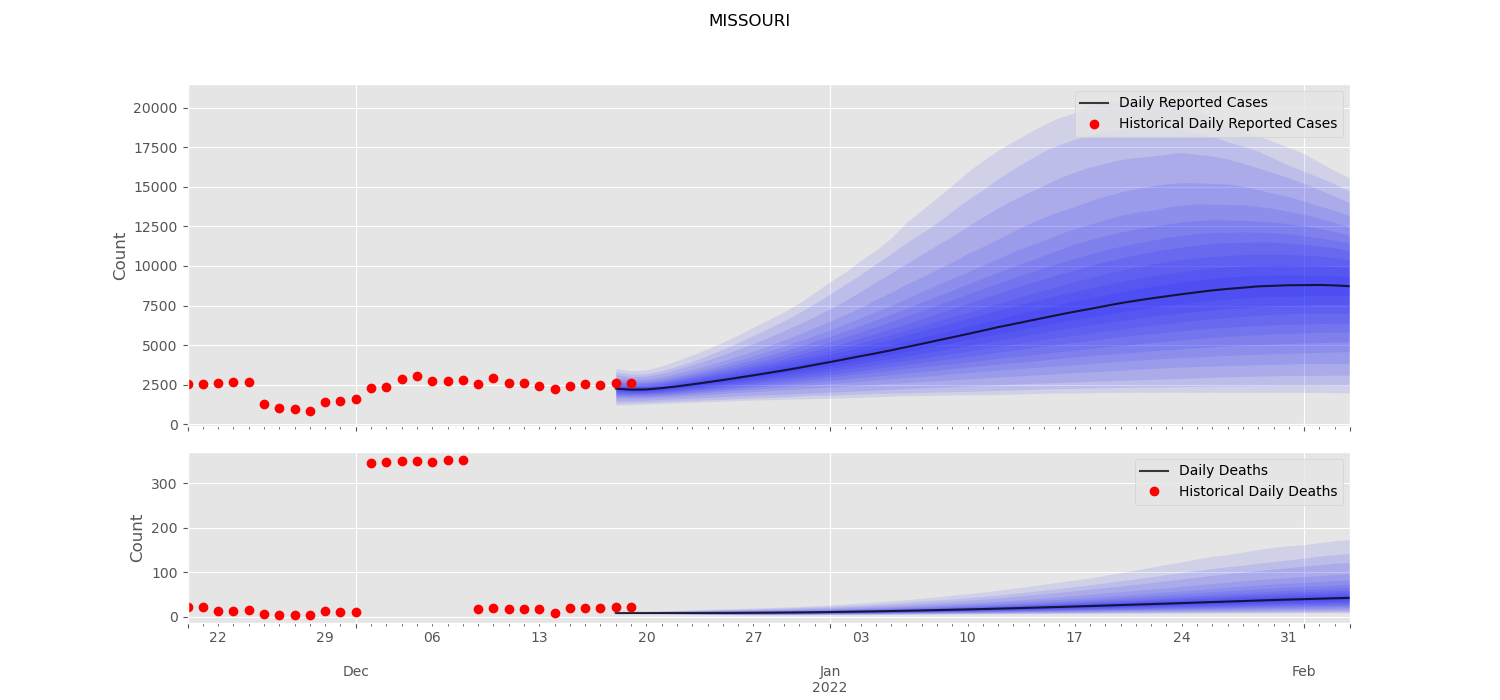 MISSOURI
20000
17500
15000
12500
10000
7500
5000
2500
0
Count
Daily Reported Cases
Historical Daily Reported Cases
300
200
100
0
Count
Daily Deaths
Historical Daily Deaths
22 29 06 13 20 27 03 10 17 24 31
Dec Jan Feb
2022